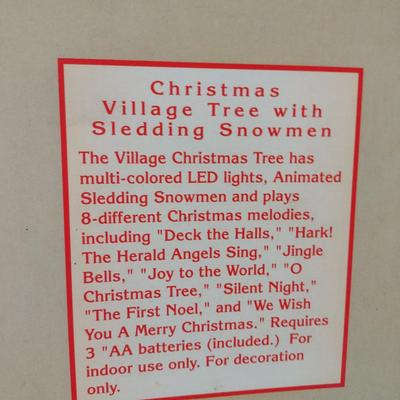 Christmas
Village Tree with
Sledding Snowmen
The Village Christmas Tree has
multi-colored LED lights, Animated
Sledding Snowmen and plays
8-different Christmas melodies,
including "Deck the Halls," "Hark!
The Herald Angels Sing," "Jingle
Bells," "Joy to the World," "O
Christmas Tree," "Silent Night,"
"The First Noel," and "We Wish
You A Merry Christmas." Requires
3 "AA batteries (included.) For
indoor use only. For decoration
only.